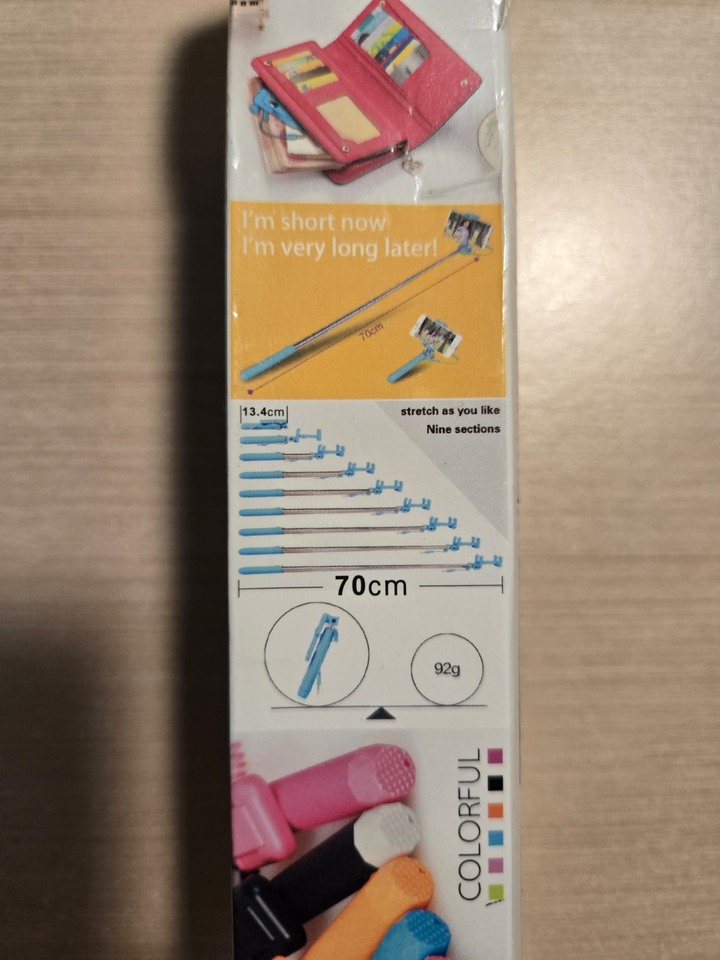 I'm short now
I'm very long later!
70cm
13.4cm
stretch as you like
Nine sections
70cm
92g
COLORFUL